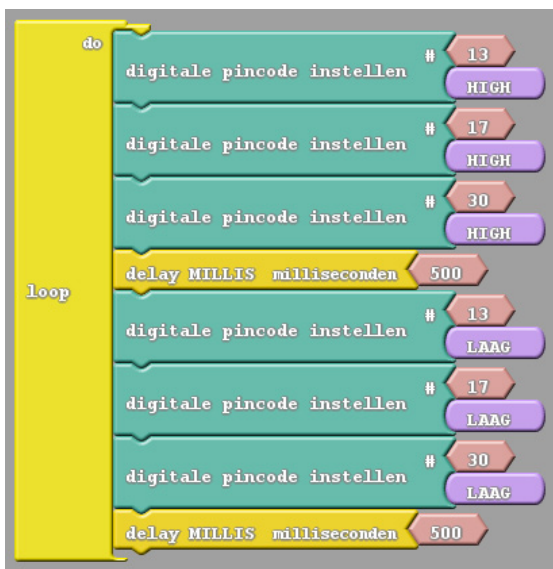 do
digitale pincode instellen # 13
HIGH
digitale pincode instellen # 17
HIGH
digitale pincode instellen # 30
HIGH
delay MILLIS milliseconden 500
loop
digitale pincode instellen # 13
LAAG
digitale pincode instellen # 17
LAAG
digitale pincode instellen # 30
LAAG
delay MILLIS milliseconden 500